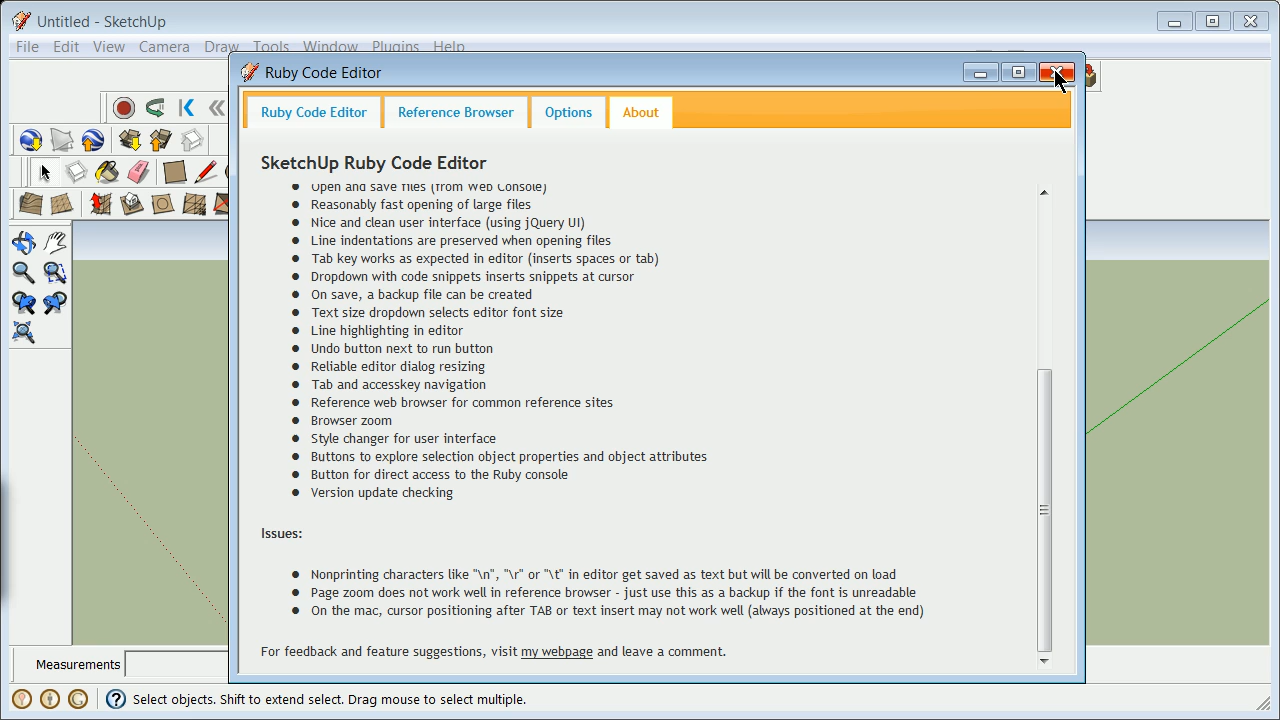 Untitled - SketchUp
File Edit View Camera Draw Tools Window Plugins Help
Ruby Code Editor
Ruby Code Editor Reference Browser Options About
SketchUp Ruby Code Editor
Open and save files (from Web Console)
Reasonably fast opening of large files
Nice and clean user interface (using jQuery UI)
Line indentations are preserved when opening files
Tab key works as expected in editor (inserts spaces or tab)
Dropdown with code snippets inserts snippets at cursor
On save, a backup file can be created
Text size dropdown selects editor font size
Line highlighting in editor
Undo button next to run button
Reliable editor dialog resizing
Tab and accesskey navigation
Reference web browser for common reference sites
Browser zoom
Style changer for user interface
Buttons to explore selection object properties and object attributes
Button for direct access to the Ruby console
Version update checking
Issues:
Nonprinting characters like "\n", "\r" or "\t" in editor get saved as text but will be converted on load
Page zoom does not work well in reference browser - just use this as a backup if the font is unreadable
On the mac, cursor positioning after TAB or text insert may not work well (always positioned at the end)
For feedback and feature suggestions, visit my webpage and leave a comment.
Measurements
Select objects. Shift to extend select. Drag mouse to select multiple.